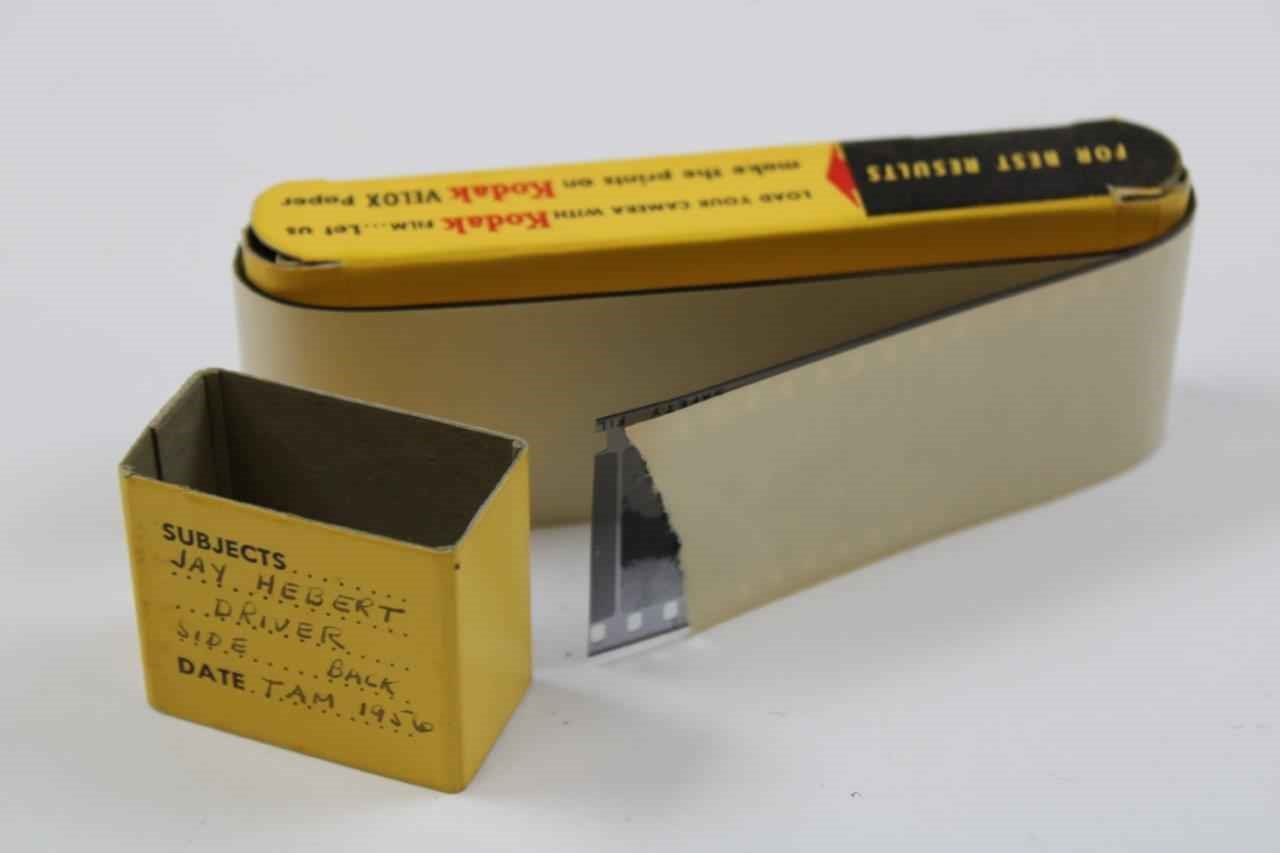 FOR BEST RESULTS
LOAD YOUR CAMERA WITH Kodak FILM...Let us
make the prints on Kodak VELOX Paper
SUBJECTS
JAY HEBERT
DRIVER
SIDE BACK
DATE TAM 1956